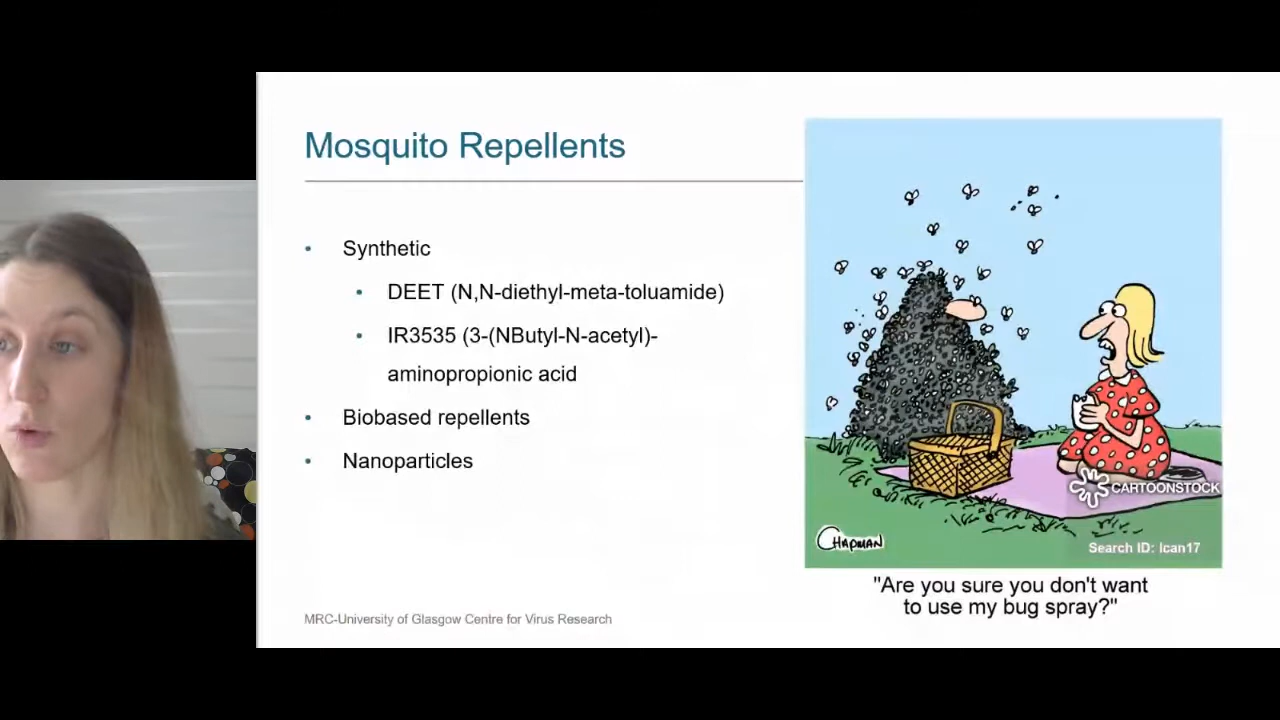 Mosquito Repellents
• Synthetic
• DEET (N,N-diethyl-meta-toluamide)
• IR3535 (3-(NButyl-N-acetyl)-
aminopropionic acid
• Biobased repellents
• Nanoparticles
MRC-University of Glasgow Centre for Virus Research
CHAPMAN
CARTOONSTOCK
Search ID: lcan17
"Are you sure you don't want
to use my bug spray?"